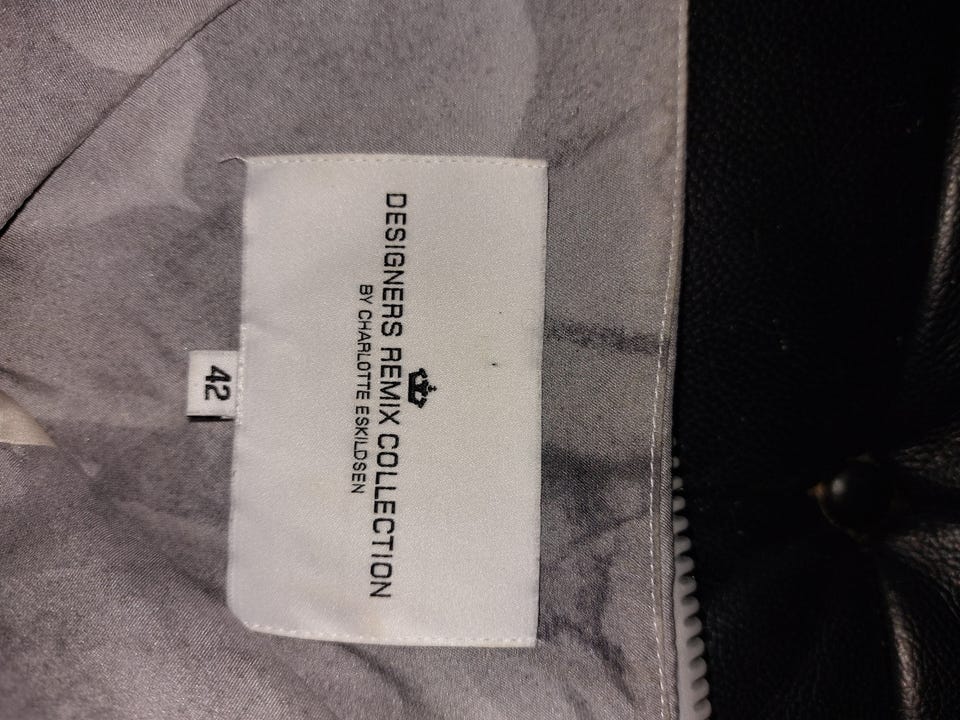 DESIGNERS REMIX COLLECTION
BY CHARLOTTE ESKILDSEN
42